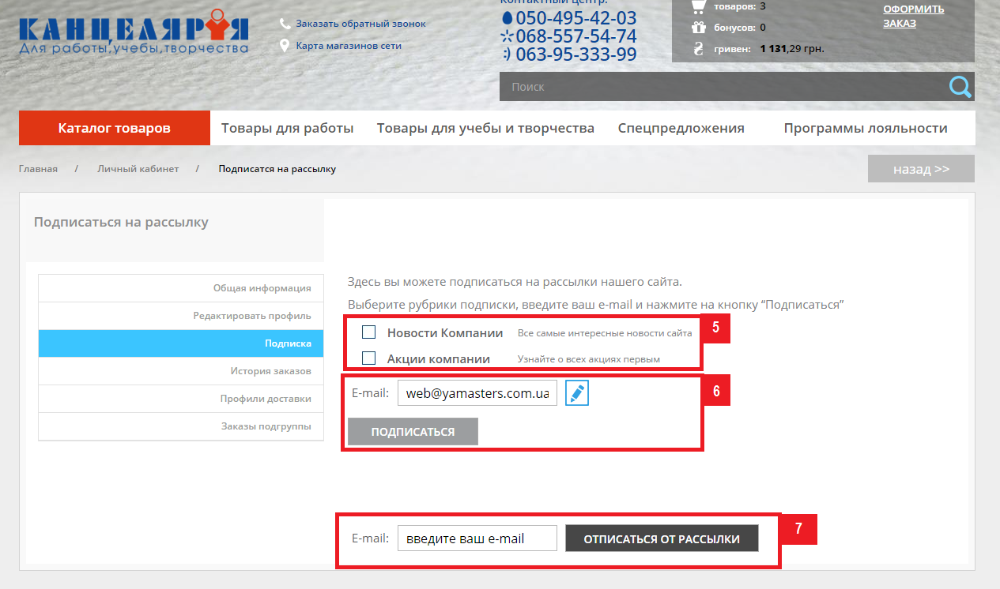 Контактный центр:
товаров: 3
ОФОРМИТЬ
ЗАКАЗ
КАНЦЕЛЯРИЯ
Для работы,учебы,творчества
Заказать обратный звонок
Карта магазинов сети
050-495-42-03
068-557-54-74
:) 063-95-333-99
бонусов: 0
гривен: 1 131,29 грн.
Поиск
Каталог товаров
Товары для работы
Товары для учебы и творчества
Спецпредложения
Программы лояльности
Главная / Личный кабинет / Подписатся на рассылку
назад >>
Подписаться на рассылку
Общая информация
Редактировать профиль
Подписка
История заказов
Профили доставки
Заказы подгруппы
Здесь вы можете подписаться на рассылки нашего сайта.
Выберите рубрики подписки, введите ваш e-mail и нажмите на кнопку “Подписаться”
Новости Компании Все самые интересные новости сайта
5
Акции компании Узнайте о всех акциях первым
E-mail: web@yamasters.com.ua
6
ПОДПИСАТЬСЯ
E-mail: введите ваш e-mail ОТПИСАТЬСЯ ОТ РАССЫЛКИ
7